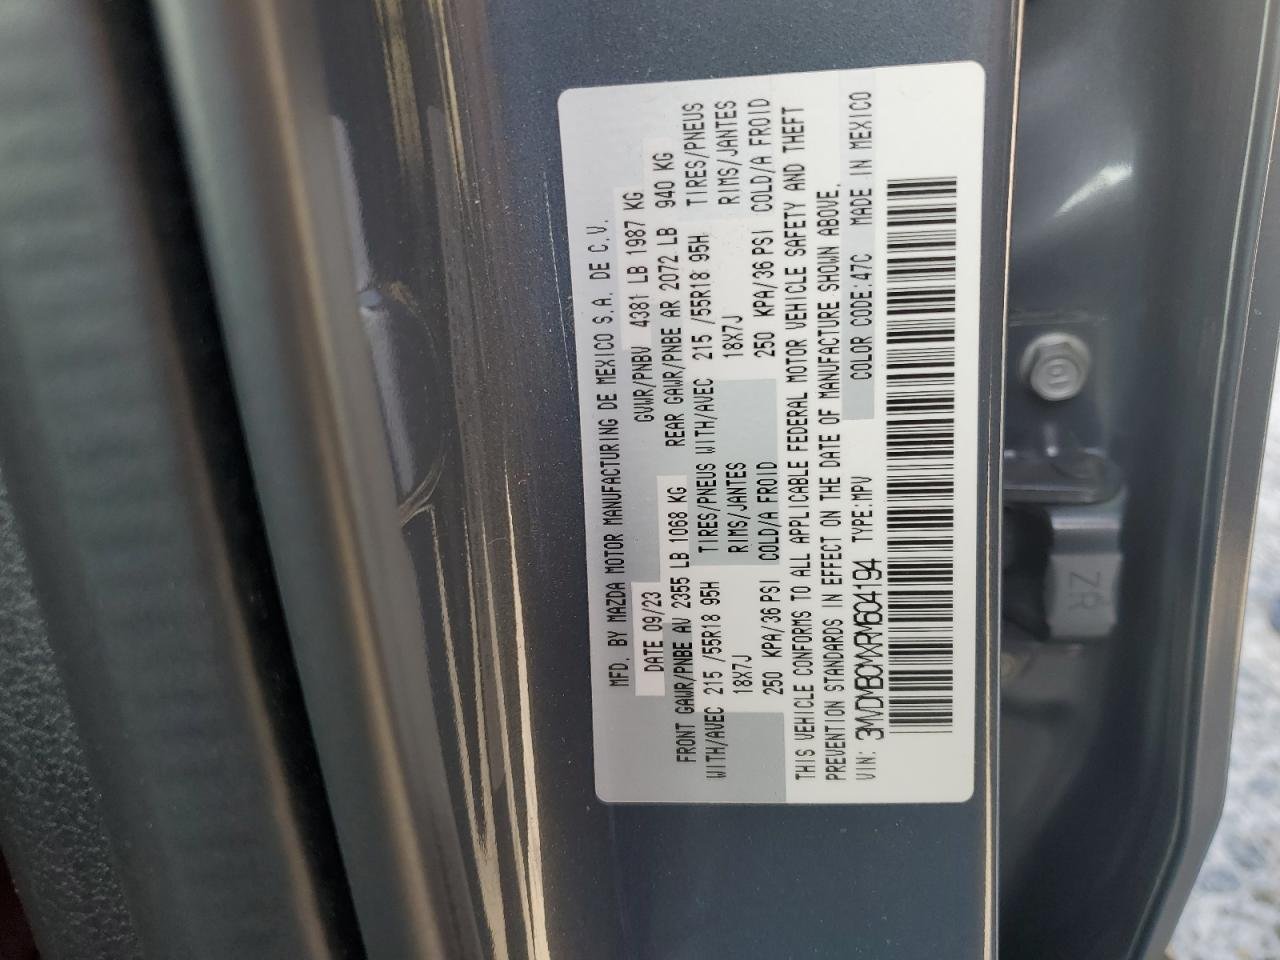 MFD. BY MAZDA MOTOR MANUFACTURING DE MEXICO S.A. DE C.V.
DATE 09/23 GVWR/PNBV 4381 LB 1987 KG
FRONT GAWR/PNBE AV 2355 LB 1068 KG REAR GAWR/PNBE AR 2072 LB 940 KG
WITH/AVEC 215 /55R18 95H TIRES/PNEUS WITH/AVEC 215 /55R18 95H TIRES/PNEUS
18X7J RIMS/JANTES 18X7J RIMS/JANTES
250 KPA/36 PSI COLD/A FROID 250 KPA/36 PSI COLD/A FROID
THIS VEHICLE CONFORMS TO ALL APPLICABLE FEDERAL MOTOR VEHICLE SAFETY AND THEFT
PREVENTION STANDARDS IN EFFECT ON THE DATE OF MANUFACTURE SHOWN ABOVE.
VIN: 3MVDMBCMXRM604194 TYPE:MPV COLOR CODE:47C MADE IN MEXICO
ZR